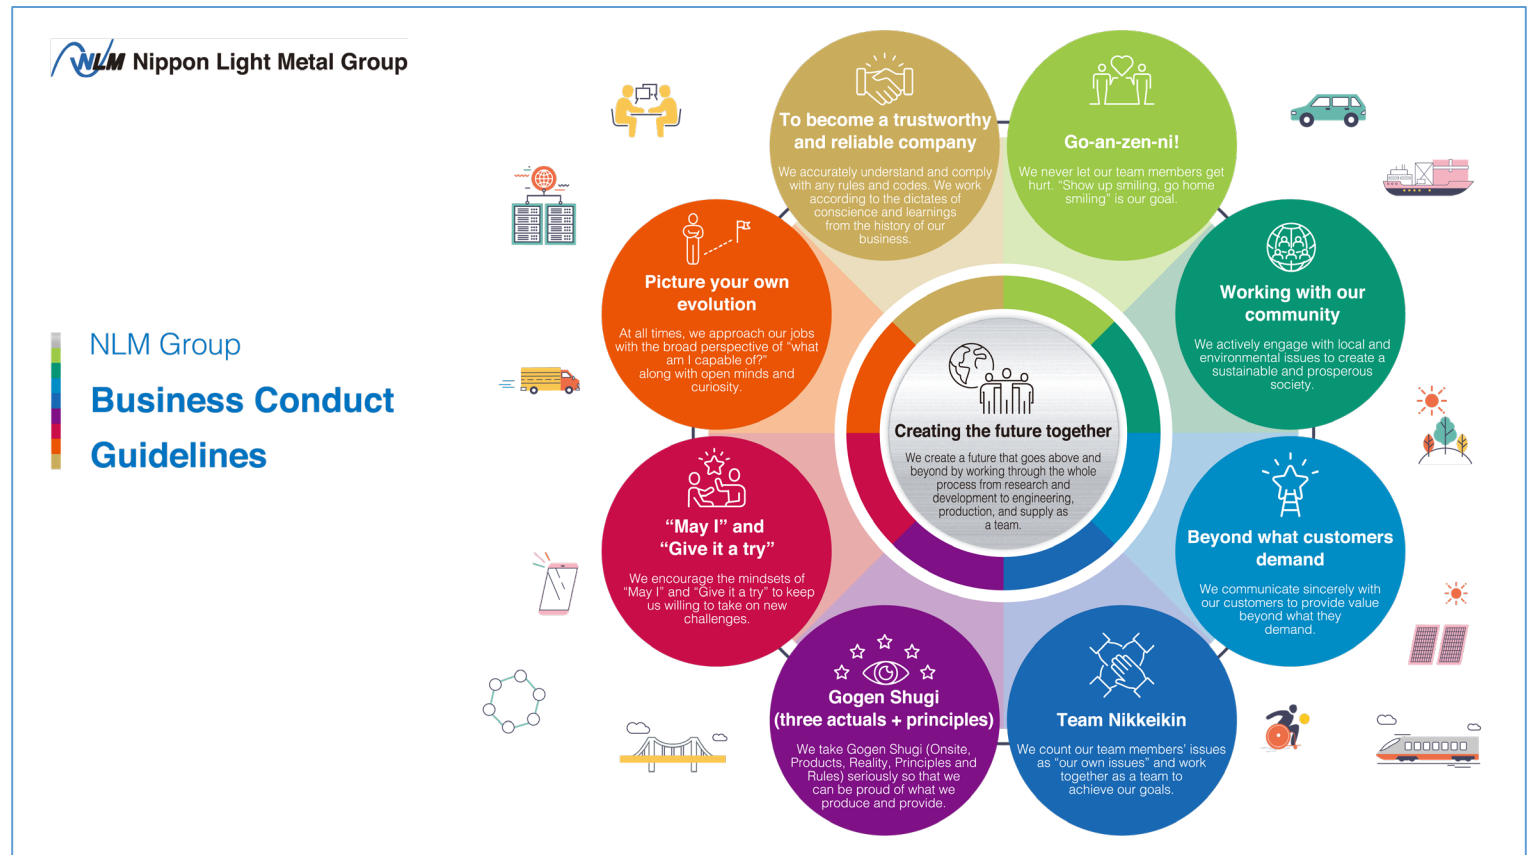 NLM Nippon Light Metal Group
NLM Group
Business Conduct
Guidelines
To become a trustworthy
and reliable company
We accurately understand and comply
with any rules and codes. We work
according to the dictates of
conscience and learnings
from the history of our
business.
Go-an-zen-ni!
We never let our team members get
hurt. “Show up smiling, go home
smiling” is our goal.
Picture your own
evolution
At all times, we approach our jobs
with the broad perspective of “what
am I capable of?”
along with open minds and
curiosity.
Working with our
community
We actively engage with local and
environmental issues to create a
sustainable and prosperous
society.
Creating the future together
We create a future that goes above and
beyond by working through the whole
process from research and
development to engineering,
production, and supply as
a team.
“May I” and
“Give it a try”
We encourage the mindsets of
“May I” and “Give it a try” to keep
us willing to take on new
challenges.
Beyond what customers
demand
We communicate sincerely with
our customers to provide value
beyond what they
demand.
Gogen Shugi
(three actuals + principles)
We take Gogen Shugi (Onsite,
Products, Reality, Principles and
Rules) seriously so that we
can be proud of what we
produce and provide.
Team Nikkeikin
We count our team members’ issues
as “our own issues” and work
together as a team to
achieve our goals.